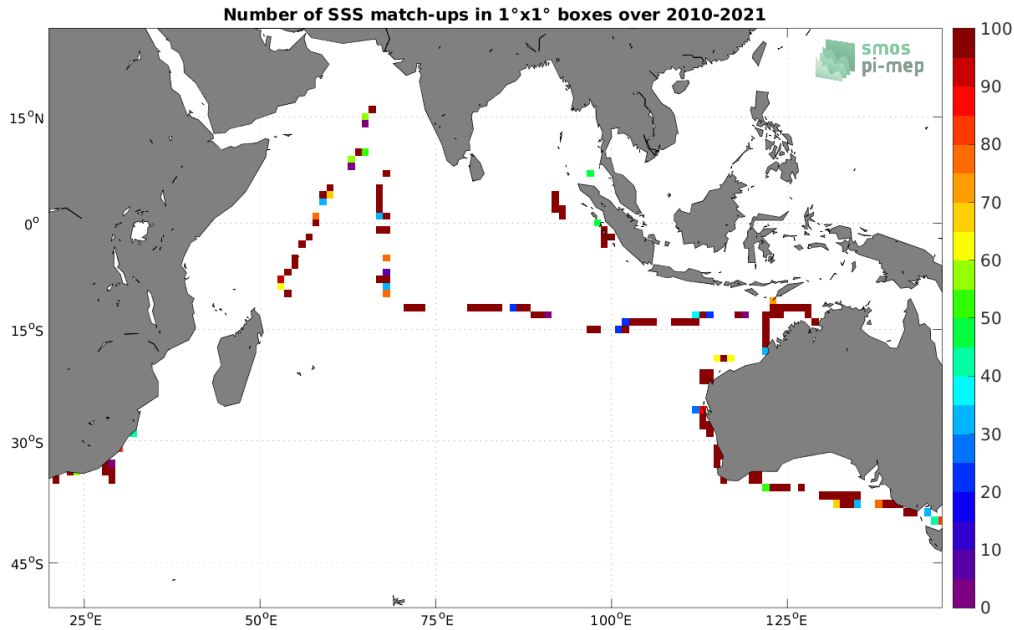 Number of SSS match-ups in 1°x1° boxes over 2010-2021
smos
pi-mep
15°N
0°
15°S
30°S
45°S
25°E
50°E
75°E
100°E
125°E
100
90
80
70
60
50
40
30
20
10
0